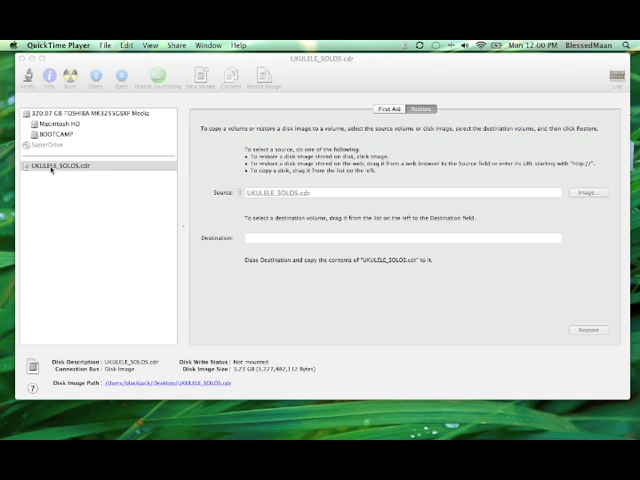 QuickTime Player File Edit View Share Window Help Mon 12:00 PM BlessedMaan
UKULELE_SOLOS.cdr
Verify Info Burn Open Eject Enable Journaling New Image Convert Resize Image Log
320.07 GB TOSHIBA MK3255GSXF Media
Macintosh HD
BOOTCAMP
SuperDrive
UKULELE_SOLOS.cdr
First Aid Restore
To copy a volume or restore a disk image to a volume, select the source volume or disk image, select the destination volume, and then click Restore.
To select a source, do one of the following:
• To restore a disk image stored on disk, click Image.
• To restore a disk image stored on the web, drag it from a web browser to the Source field or enter its URL starting with "http://".
• To copy a disk, drag it from the list on the left.
Source: UKULELE_SOLOS.cdr Image...
To select a destination volume, drag it from the list on the left to the Destination field.
Destination:
Erase Destination and copy the contents of "UKULELE_SOLOS.cdr" to it.
Restore
Disk Description : UKULELE_SOLOS.cdr Disk Write Status : Not mounted
Connection Bus : Disk Image Disk Image Size : 3.23 GB (3,227,482,112 Bytes)
Disk Image Path : /Users/blackjack/Desktop/UKULELE_SOLOS.cdr
?